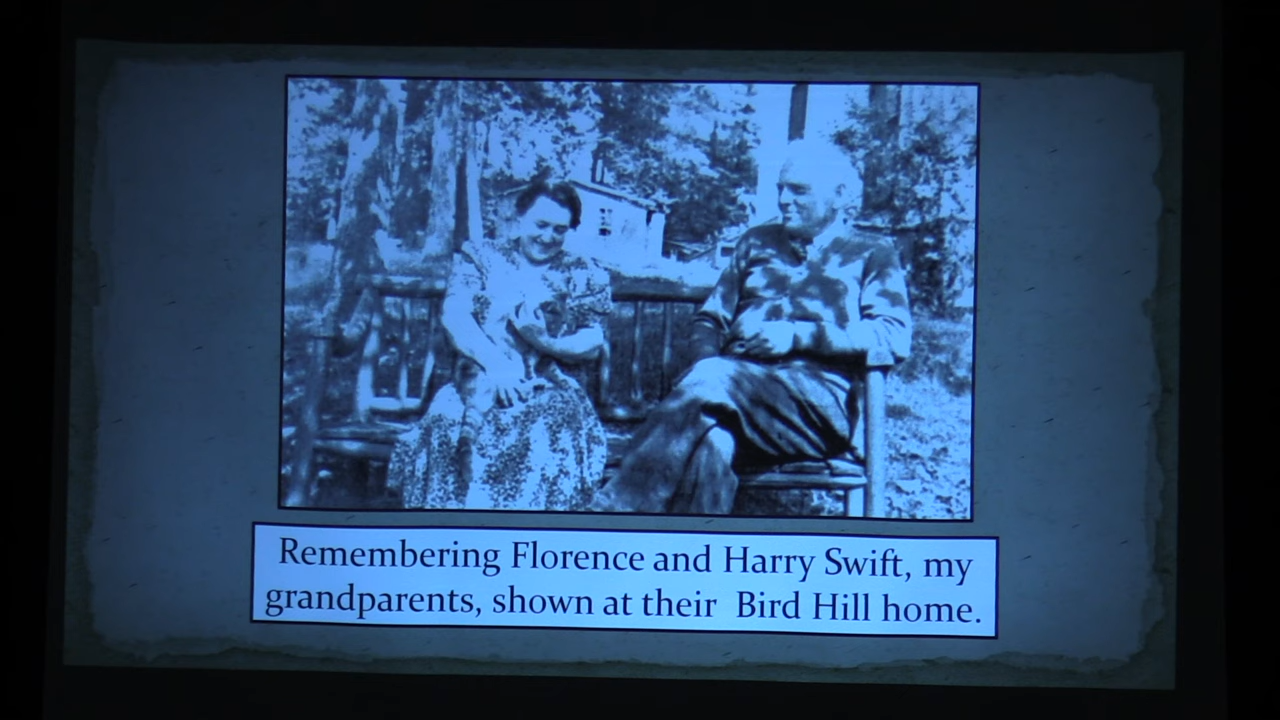 Remembering Florence and Harry Swift, my
grandparents, shown at their Bird Hill home.